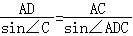 AD/sin∠C = AC/sin∠ADC